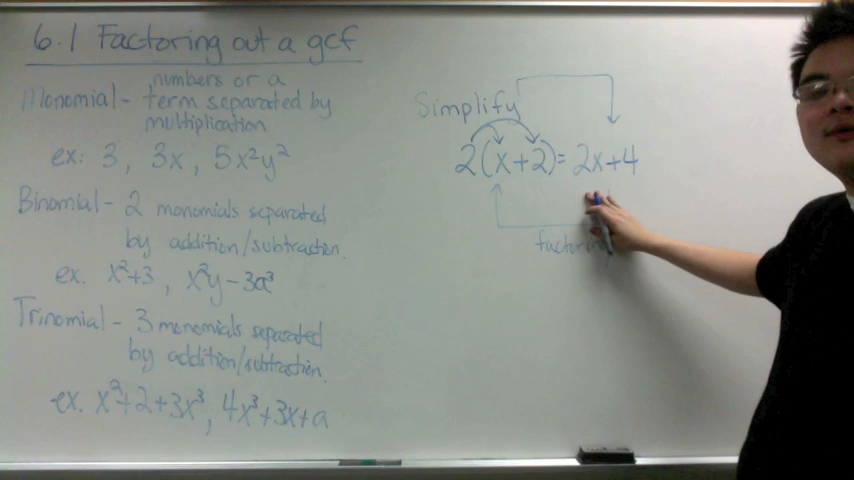 6.1 Factoring out a gcf
Monomial - numbers or a
term separated by
multiplication
ex: 3, 3x, 5x²y²
Binomial - 2 monomials separated
by addition/subtraction.
ex. x²+3, x²y-3a³
Trinomial - 3 monomials separated
by addition/subtraction.
ex. x²+2+3x³, 4x³+3x+a
Simplify
2(x+2)=2x+4
factoring